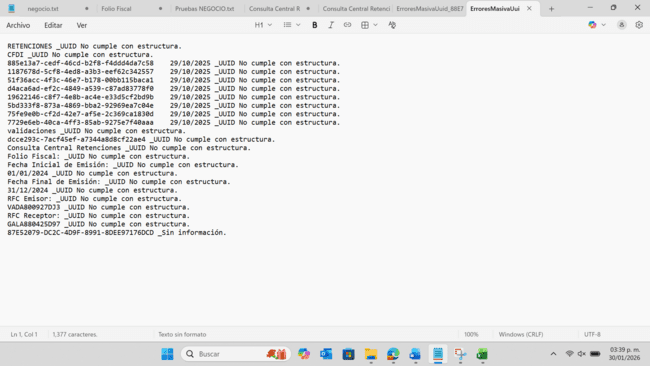 negocio.txt
Folio Fiscal
Pruebas NEGOCIO.txt
Consulta Central R
Consulta Central Retenci
ErroresMasivaUuid_88E7
ErroresMasivaUui
Archivo Editar Ver
H1
RETENCIONES _UUID No cumple con estructura.
CFDI _UUID No cumple con estructura.
885e13a7-cedf-46cd-b2f8-f4ddd4da7c58 29/10/2025 _UUID No cumple con estructura.
1187678d-5cf8-4ed8-a3b3-eef62c342557 29/10/2025 _UUID No cumple con estructura.
51f36acc-4f3c-46e7-b178-00bb115baca1 29/10/2025 _UUID No cumple con estructura.
d4aca6ad-ef2c-4849-a539-c87ad83778f0 29/10/2025 _UUID No cumple con estructura.
19622146-c8f7-4e8b-ac4e-e33d5cf2bd9b 29/10/2025 _UUID No cumple con estructura.
5bd333f8-873a-4869-bba2-92969ea7c04e 29/10/2025 _UUID No cumple con estructura.
75fe9e0b-cf2d-42e7-af5e-2c369ca1830d 29/10/2025 _UUID No cumple con estructura.
7729e6eb-40ca-4ff3-85ab-9275e7f40aaa 29/10/2025 _UUID No cumple con estructura.
validaciones _UUID No cumple con estructura.
dcce293c-7acf45ef-a7344a8d8cf22ae4 _UUID No cumple con estructura.
Consulta Central Retenciones _UUID No cumple con estructura.
Folio Fiscal: _UUID No cumple con estructura.
Fecha Inicial de Emisión: _UUID No cumple con estructura.
01/01/2024 _UUID No cumple con estructura.
Fecha Final de Emisión: _UUID No cumple con estructura.
31/12/2024 _UUID No cumple con estructura.
RFC Emisor: _UUID No cumple con estructura.
VADA800927DJ3 _UUID No cumple con estructura.
RFC Receptor: _UUID No cumple con estructura.
GALA880425D97 _UUID No cumple con estructura.
87E52079-DC2C-4D9F-8991-8DEE97176DCD _Sin información.
Ln 1, Col 1
1,377 caracteres.
Texto sin formato
100%
Windows (CRLF)
UTF-8
Buscar
03:39 p. m.
30/01/2026